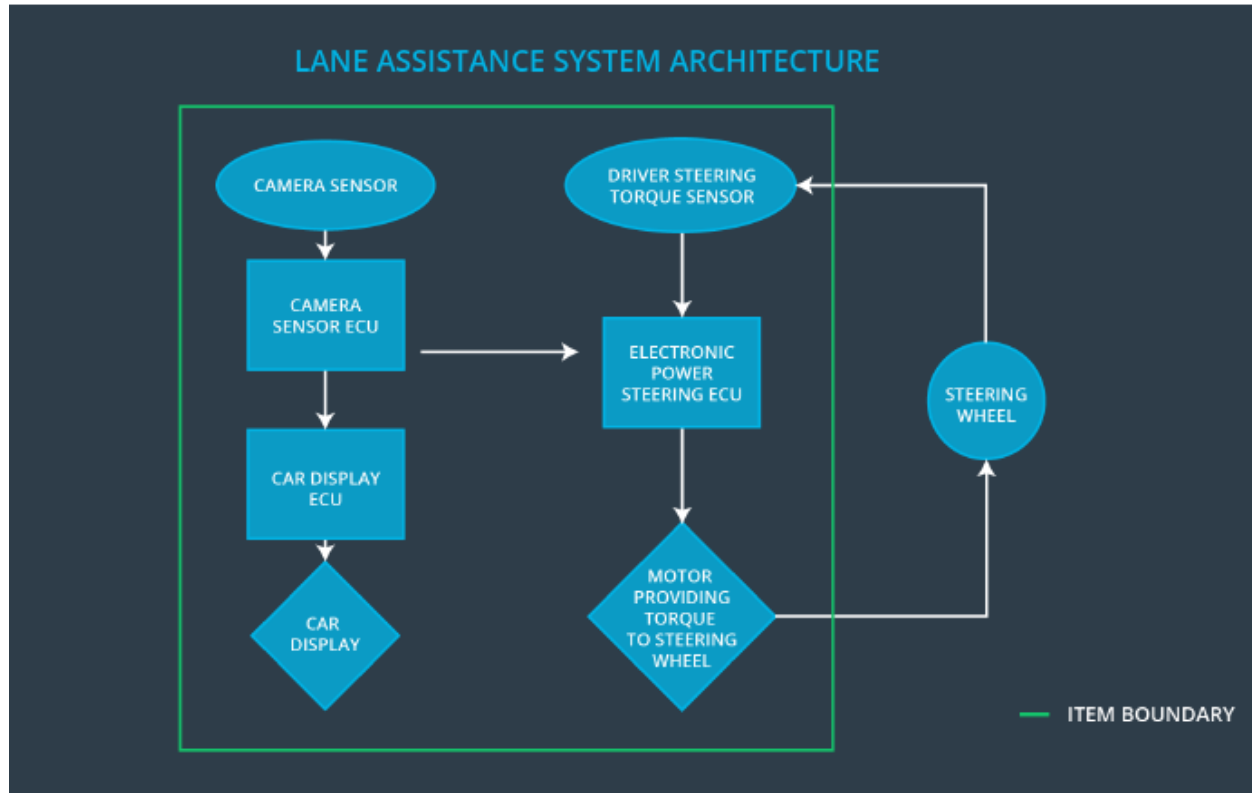 LANE ASSISTANCE SYSTEM ARCHITECTURE
CAMERA SENSOR
DRIVER STEERING
TORQUE SENSOR
CAMERA
SENSOR ECU
ELECTRONIC
POWER
STEERING ECU
STEERING
WHEEL
CAR DISPLAY
ECU
MOTOR
PROVIDING
TORQUE
TO STEERING
WHEEL
CAR
DISPLAY
ITEM BOUNDARY